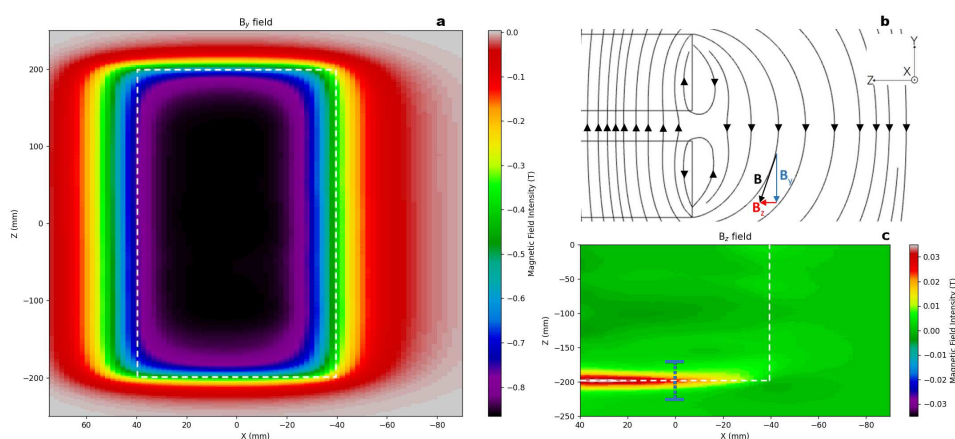 B_y field
a
200
100
0
−100
−200
Z (mm)
60
40
20
0
−20
−40
−60
−80
X (mm)
0.0
−0.1
−0.2
−0.3
−0.4
−0.5
−0.6
−0.7
−0.8
Magnetic Field Intensity (T)
b
Y
Z
X
B
B_y
B_z
B_z field
c
0
−50
−100
−150
−200
−250
Z (mm)
40
20
0
−20
−40
−60
−80
X (mm)
0.03
0.02
0.01
0.00
−0.01
−0.02
−0.03
Magnetic Field Intensity (T)